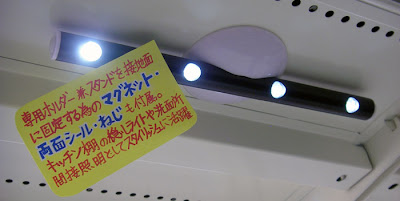 専用ホルダー兼スタンドを接地面
に固定する為のマグネット・
両面シール・ねじも付属。
キッチン棚の吊りライトや洗面所
間接照明としてスタイリッシュに活躍